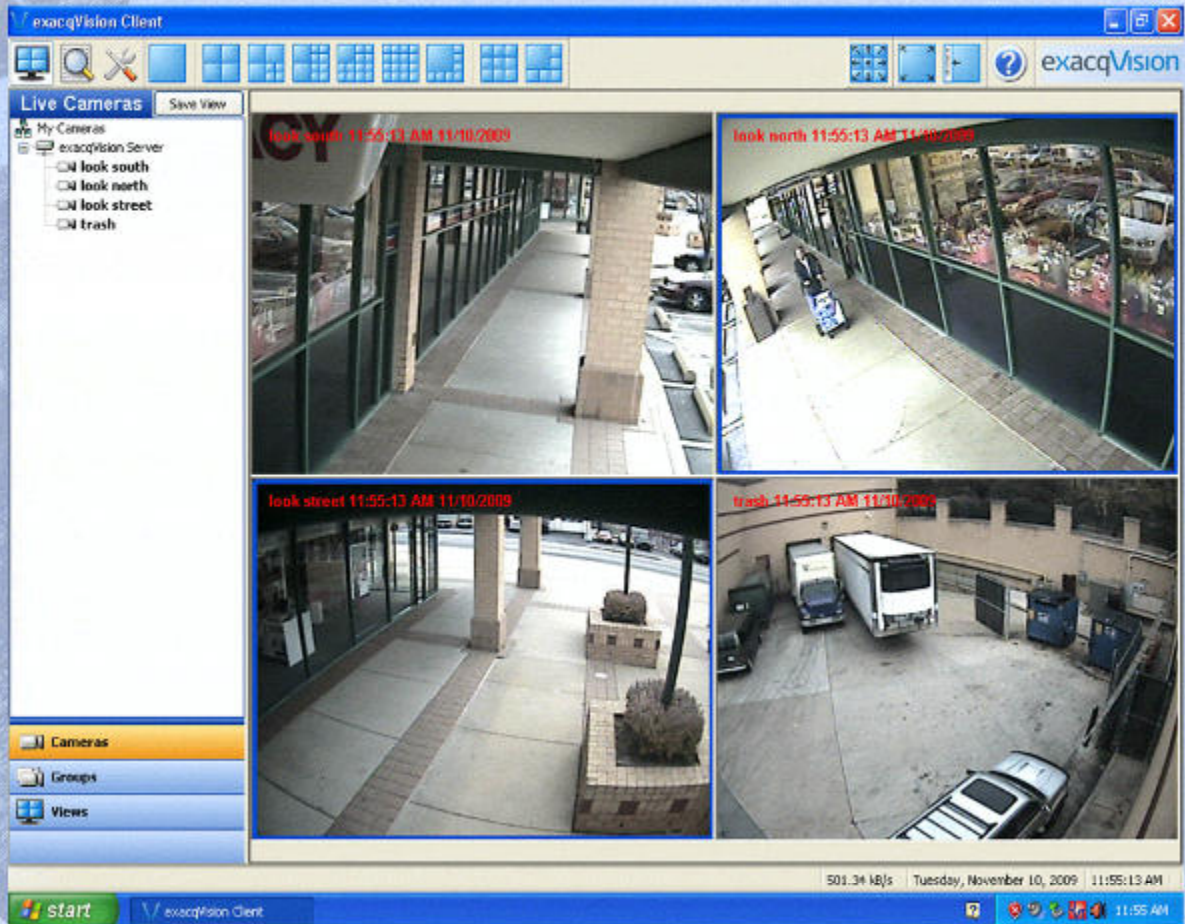 exacqVision Client
exacqVision
Live Cameras
Save View
My Cameras
exacqVision Server
look south
look north
look street
trash
ACY
look south 11:55:13 AM 11/10/2009
look north 11:55:13 AM 11/10/2009
look street 11:55:13 AM 11/10/2009
trash 11:55:13 AM 11/10/2009
Cameras
Groups
Views
501.34 kB/s Tuesday, November 10, 2009 11:55:13 AM
start
exacqVision Client
11:55 AM